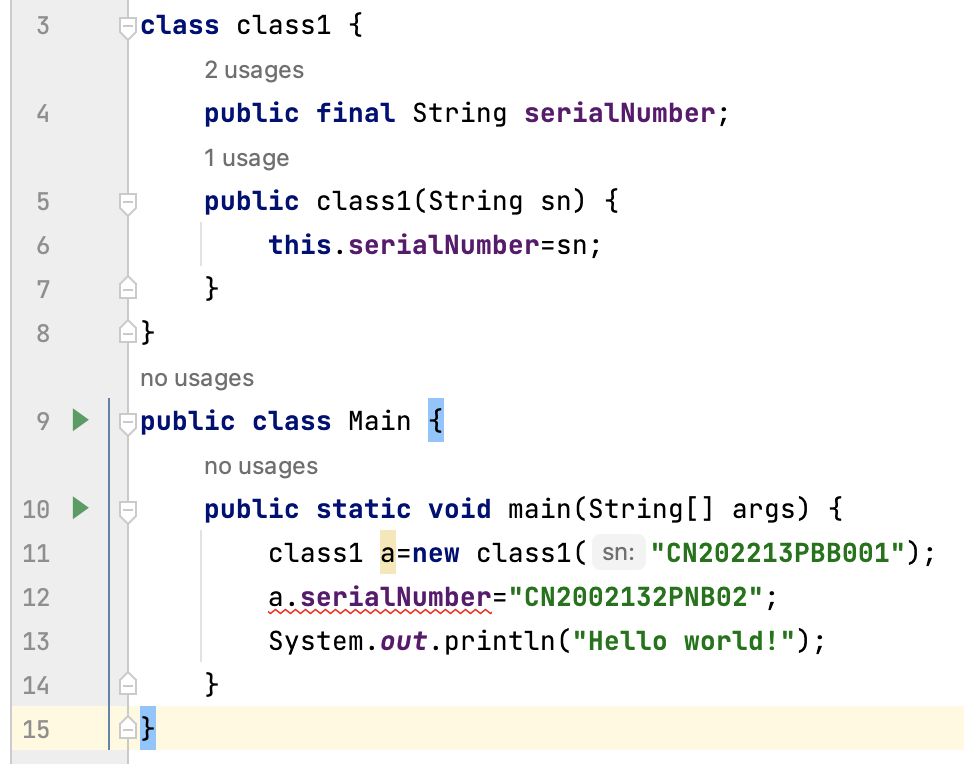 3 class class1 {
2 usages
4 public final String serialNumber;
1 usage
5 public class1(String sn) {
6 this.serialNumber=sn;
7 }
8 }
no usages
9 public class Main {
no usages
10 public static void main(String[] args) {
11 class1 a=new class1( sn: "CN202213PBB001");
12 a.serialNumber="CN2002132PNB02";
13 System.out.println("Hello world!");
14 }
15 }